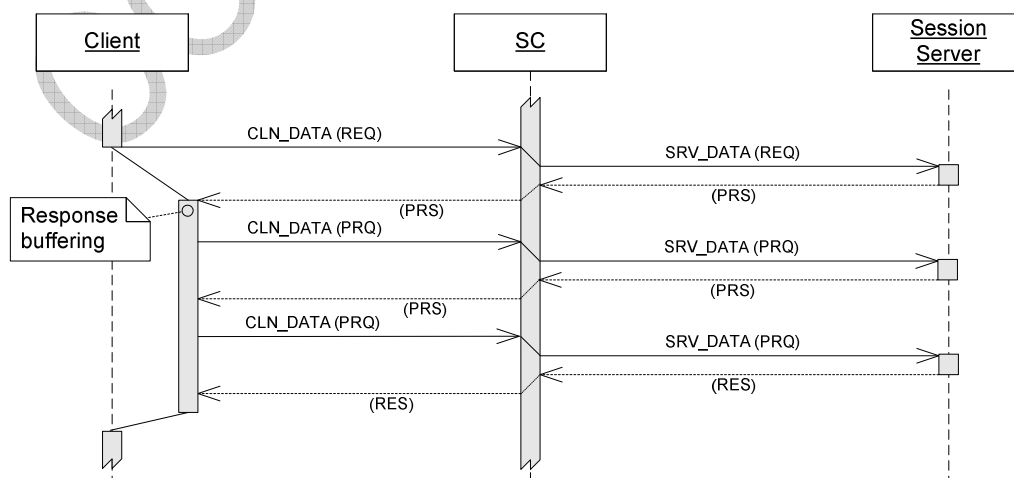 Client
SC
Session
Server
CLN_DATA (REQ)
SRV_DATA (REQ)
(PRS)
(PRS)
Response
buffering
CLN_DATA (PRQ)
SRV_DATA (PRQ)
(PRS)
(PRS)
CLN_DATA (PRQ)
SRV_DATA (PRQ)
(RES)
(RES)